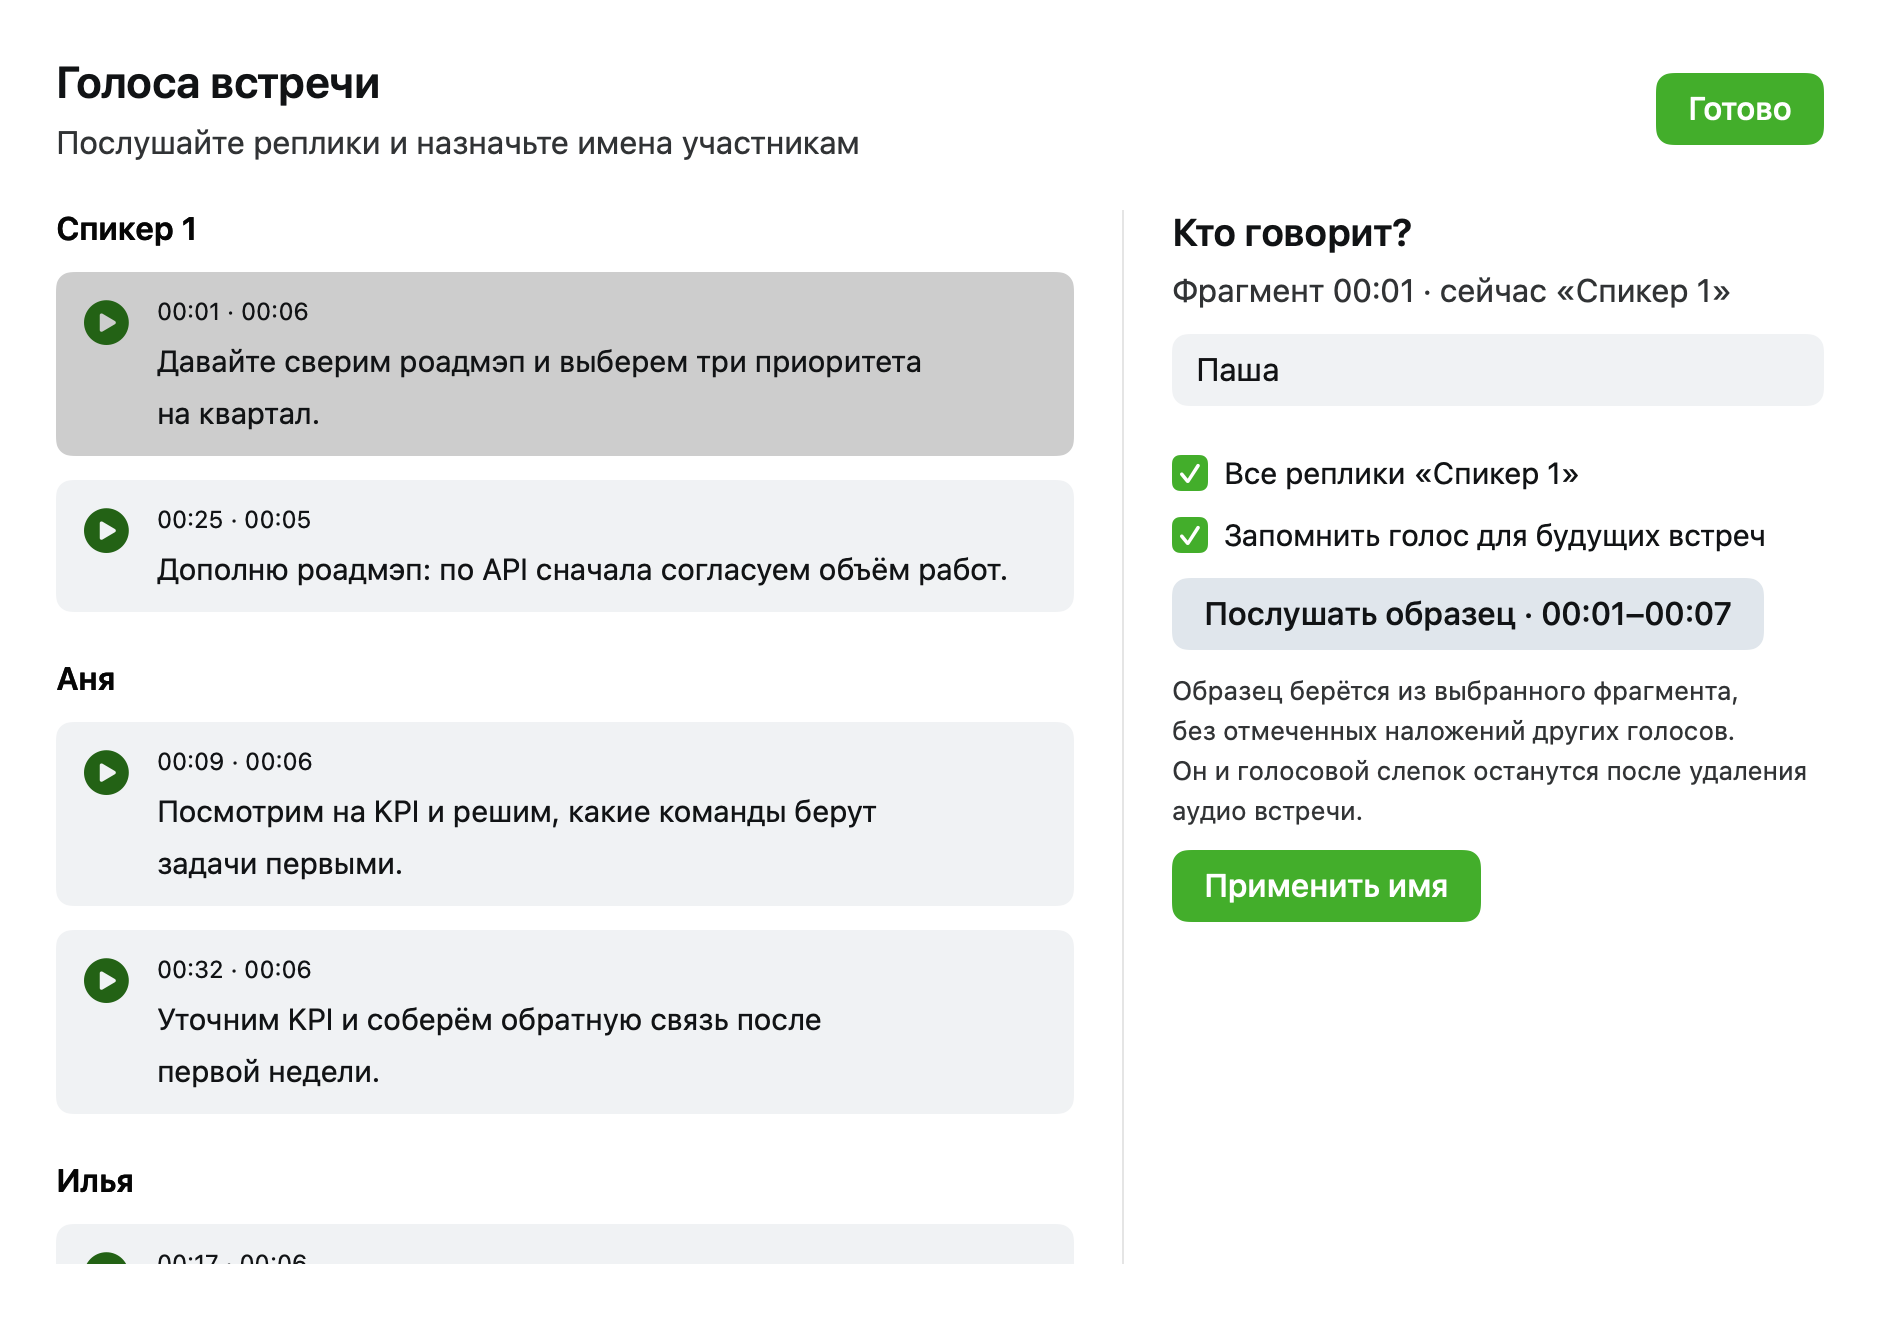 Голоса встречи
Послушайте реплики и назначьте имена участникам
Готово
Спикер 1
00:01 · 00:06
Давайте сверим роадмэп и выберем три приоритета
на квартал.
00:25 · 00:05
Дополню роадмэп: по API сначала согласуем объём работ.
Аня
00:09 · 00:06
Посмотрим на KPI и решим, какие команды берут
задачи первыми.
00:32 · 00:06
Уточним KPI и соберём обратную связь после
первой недели.
Илья
00:17 · 00:06
Кто говорит?
Фрагмент 00:01 · сейчас «Спикер 1»
Паша
Все реплики «Спикер 1»
Запомнить голос для будущих встреч
Послушать образец · 00:01–00:07
Образец берётся из выбранного фрагмента,
без отмеченных наложений других голосов.
Он и голосовой слепок останутся после удаления
аудио встречи.
Применить имя